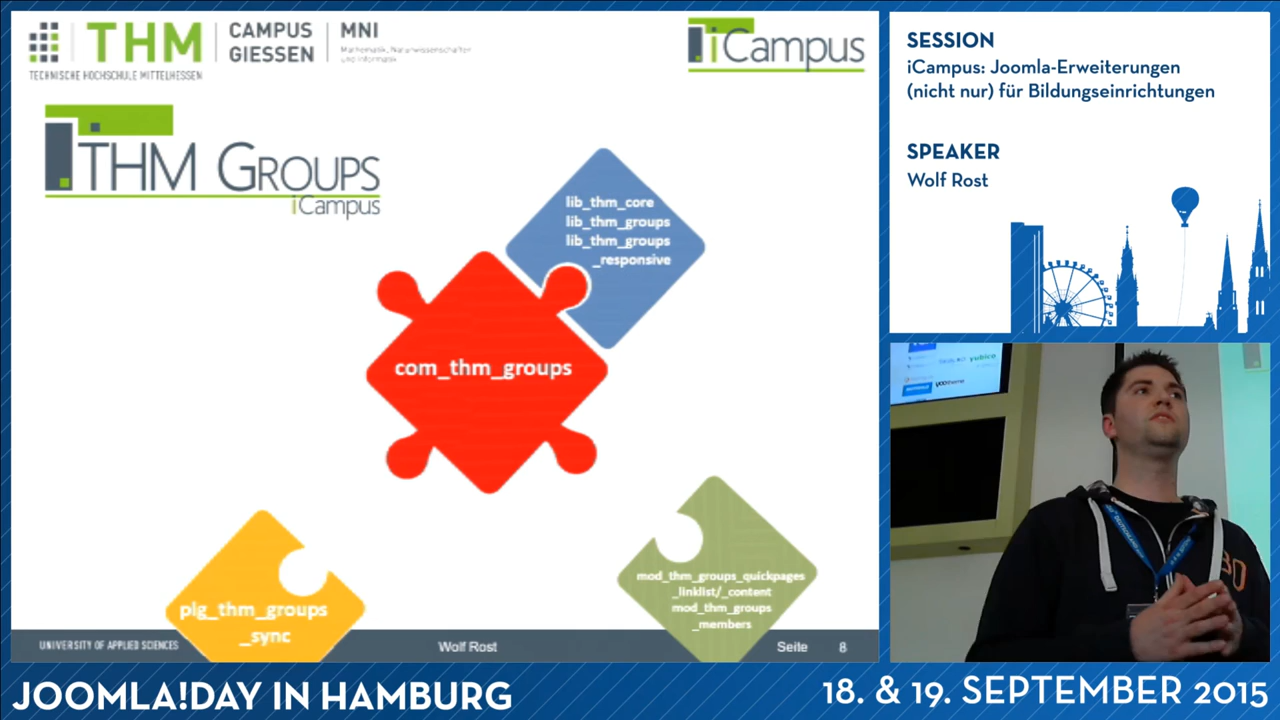 THM
CAMPUS
GIESSEN
MNI
Mathematik, Naturwissenschaften
und Informatik
TECHNISCHE HOCHSCHULE MITTELHESSEN
iCampus
THM GROUPS
iCampus
lib_thm_core
lib_thm_groups
lib_thm_groups
_responsive
com_thm_groups
plg_thm_groups
_sync
mod_thm_groups_quickpages
_linklist/_content
mod_thm_groups
_members
UNIVERSITY OF APPLIED SCIENCES
Wolf Rost
Seite 8
SESSION
iCampus: Joomla-Erweiterungen
(nicht nur) für Bildungseinrichtungen
SPEAKER
Wolf Rost
yubico
yootheme
JOOMLA!DAY IN HAMBURG
18. & 19. SEPTEMBER 2015